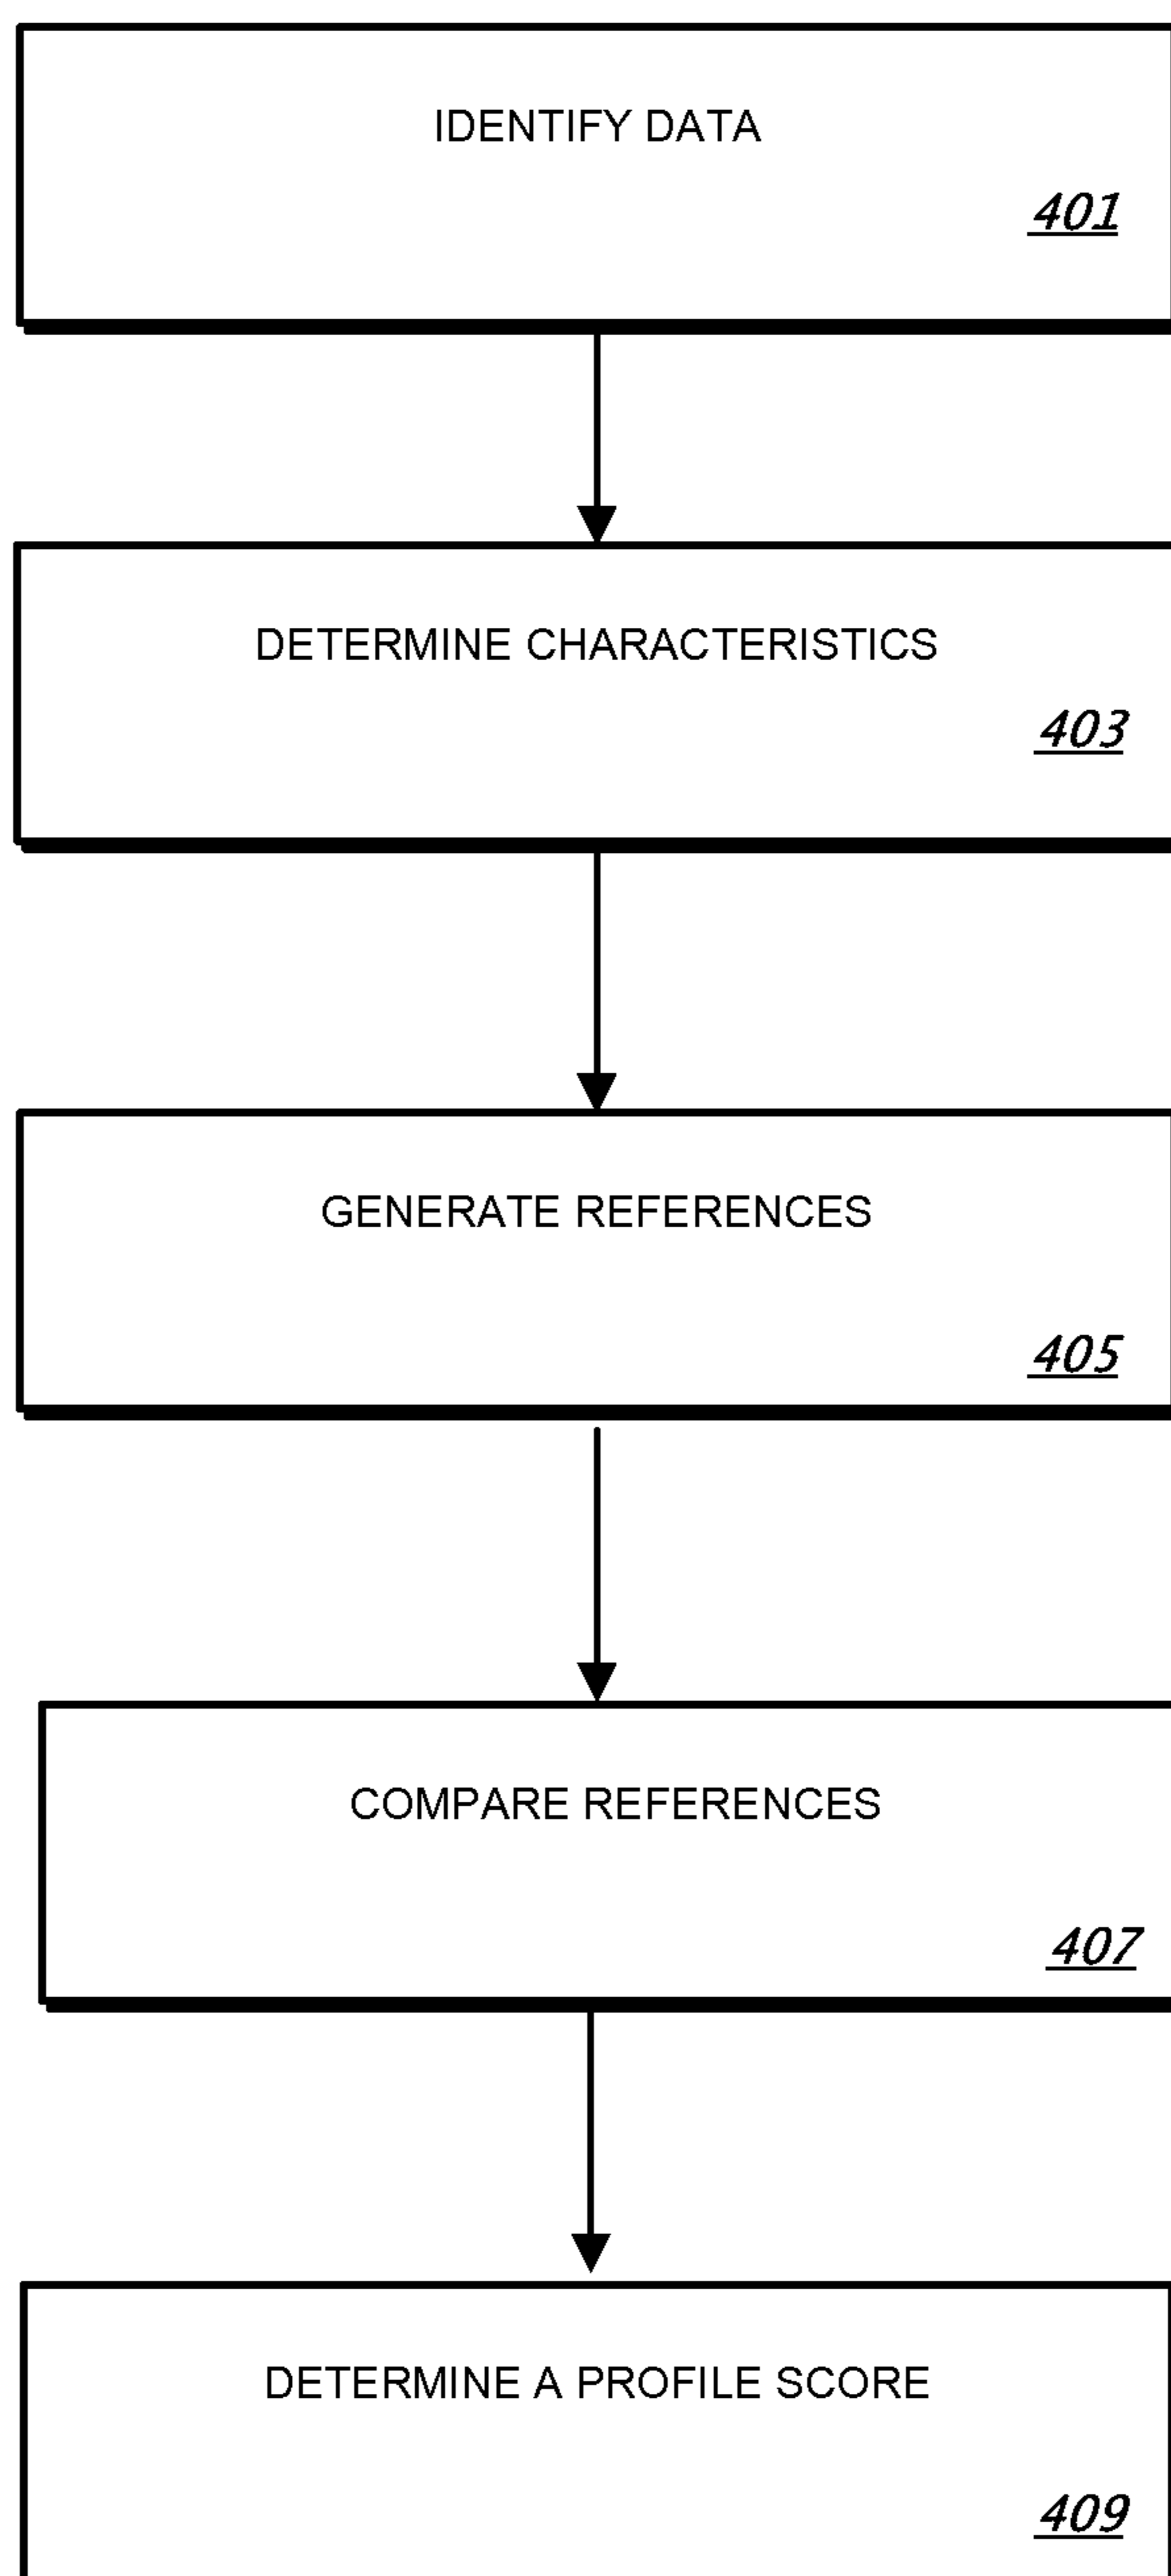 IDENTIFY DATA
401
DETERMINE CHARACTERISTICS
403
GENERATE REFERENCES
405
COMPARE REFERENCES
407
DETERMINE A PROFILE SCORE
409